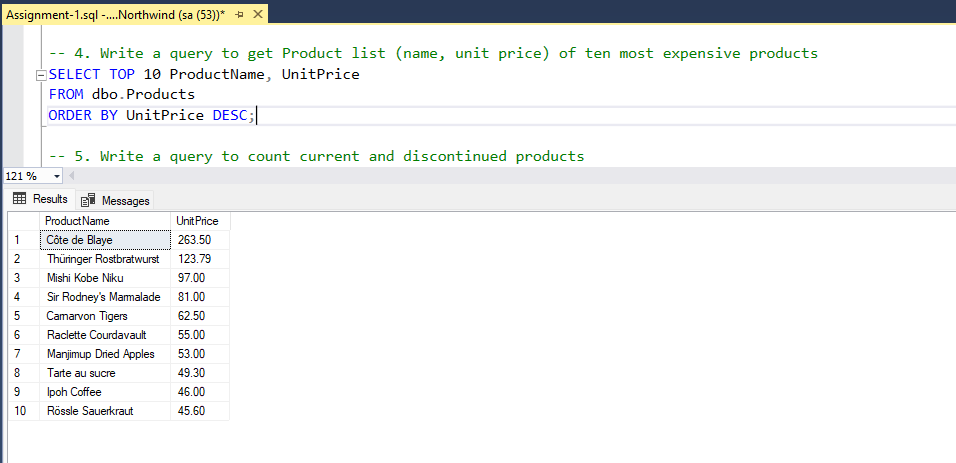 Assignment-1.sql -....Northwind (sa (53))*
-- 4. Write a query to get Product list (name, unit price) of ten most expensive products
SELECT TOP 10 ProductName, UnitPrice
FROM dbo.Products
ORDER BY UnitPrice DESC;
-- 5. Write a query to count current and discontinued products
121 %
Results Messages
ProductName UnitPrice
1 Côte de Blaye 263.50
2 Thüringer Rostbratwurst 123.79
3 Mishi Kobe Niku 97.00
4 Sir Rodney's Marmalade 81.00
5 Carnarvon Tigers 62.50
6 Raclette Courdavault 55.00
7 Manjimup Dried Apples 53.00
8 Tarte au sucre 49.30
9 Ipoh Coffee 46.00
10 Rössle Sauerkraut 45.60